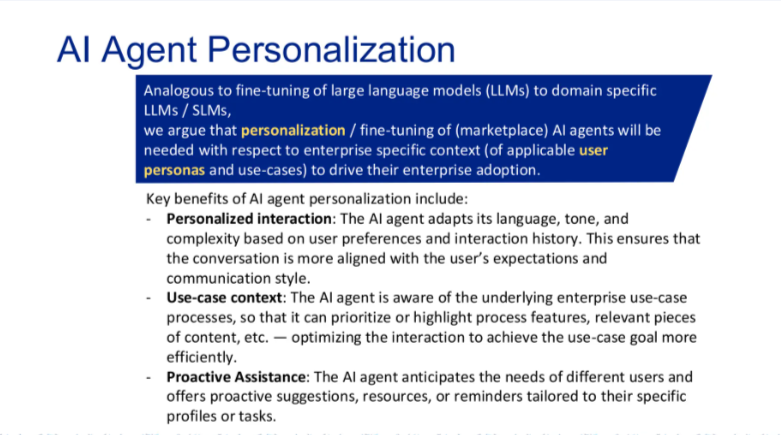 AI Agent Personalization
Analogous to fine-tuning of large language models (LLMs) to domain specific
LLMs / SLMs,
we argue that personalization / fine-tuning of (marketplace) AI agents will be
needed with respect to enterprise specific context (of applicable user
personas and use-cases) to drive their enterprise adoption.
Key benefits of AI agent personalization include:
- Personalized interaction: The AI agent adapts its language, tone, and
complexity based on user preferences and interaction history. This ensures that
the conversation is more aligned with the user's expectations and
communication style.
- Use-case context: The AI agent is aware of the underlying enterprise use-case
processes, so that it can prioritize or highlight process features, relevant pieces
of content, etc. — optimizing the interaction to achieve the use-case goal more
efficiently.
- Proactive Assistance: The AI agent anticipates the needs of different users and
offers proactive suggestions, resources, or reminders tailored to their specific
profiles or tasks.